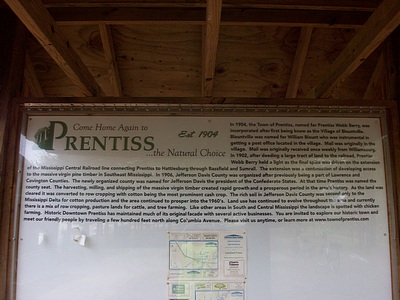 Come Home Again to
PRENTISS
Est 1904
...the Natural Choice
In 1904, the Town of Prentiss, named for Prentiss Webb Berry, was
incorporated after first being know as the Village of Blountville.
Blountville was named for William Blount who was instrumental in
getting a post office located in the village. Mail was originally in the
village. Mail was originally received once weekly from Williamsburg.
In 1902, after deeding a large tract of land to the railroad, Prentiss
Webb Berry held a light as the final spike was driven on the extension
of the Mississippi Central Railroad line connecting Prentiss to Hattiesburg through Bassfield and Sumrall. The extension was a continuation of developing access
to the massive virgin pine timber in Southeast Mississippi. In 1906, Jefferson Davis County was organized after previously being a part of Lawrence and
Covington Counties. The newly organized county was named for Jefferson Davis the president of the Confederate States. At that time Prentiss was named the
county seat. The harvesting, milling, and shipping of the massive virgin timber created rapid growth and a prosperous period in the area's history. As the land was
cleared it was converted to row cropping with cotton being the most prominent cash crop. The rich soil in Jefferson Davis County was second only to the
Mississippi Delta for cotton production and the area continued to prosper into the 1960's. Land use has continued to evolve throughout the area and currently
there is a mix of row cropping, pasture lands for cattle, and tree farming. Like other areas in South and Central Mississippi the landscape is spotted with chicken
farming. Historic Downtown Prentiss has maintained much of its original facade with several active businesses. You are invited to explore our historic town and
meet our friendly people by traveling a few hundred feet north along Columbia Avenue. Please visit us anytime, or learn more at www.townofprentiss.com